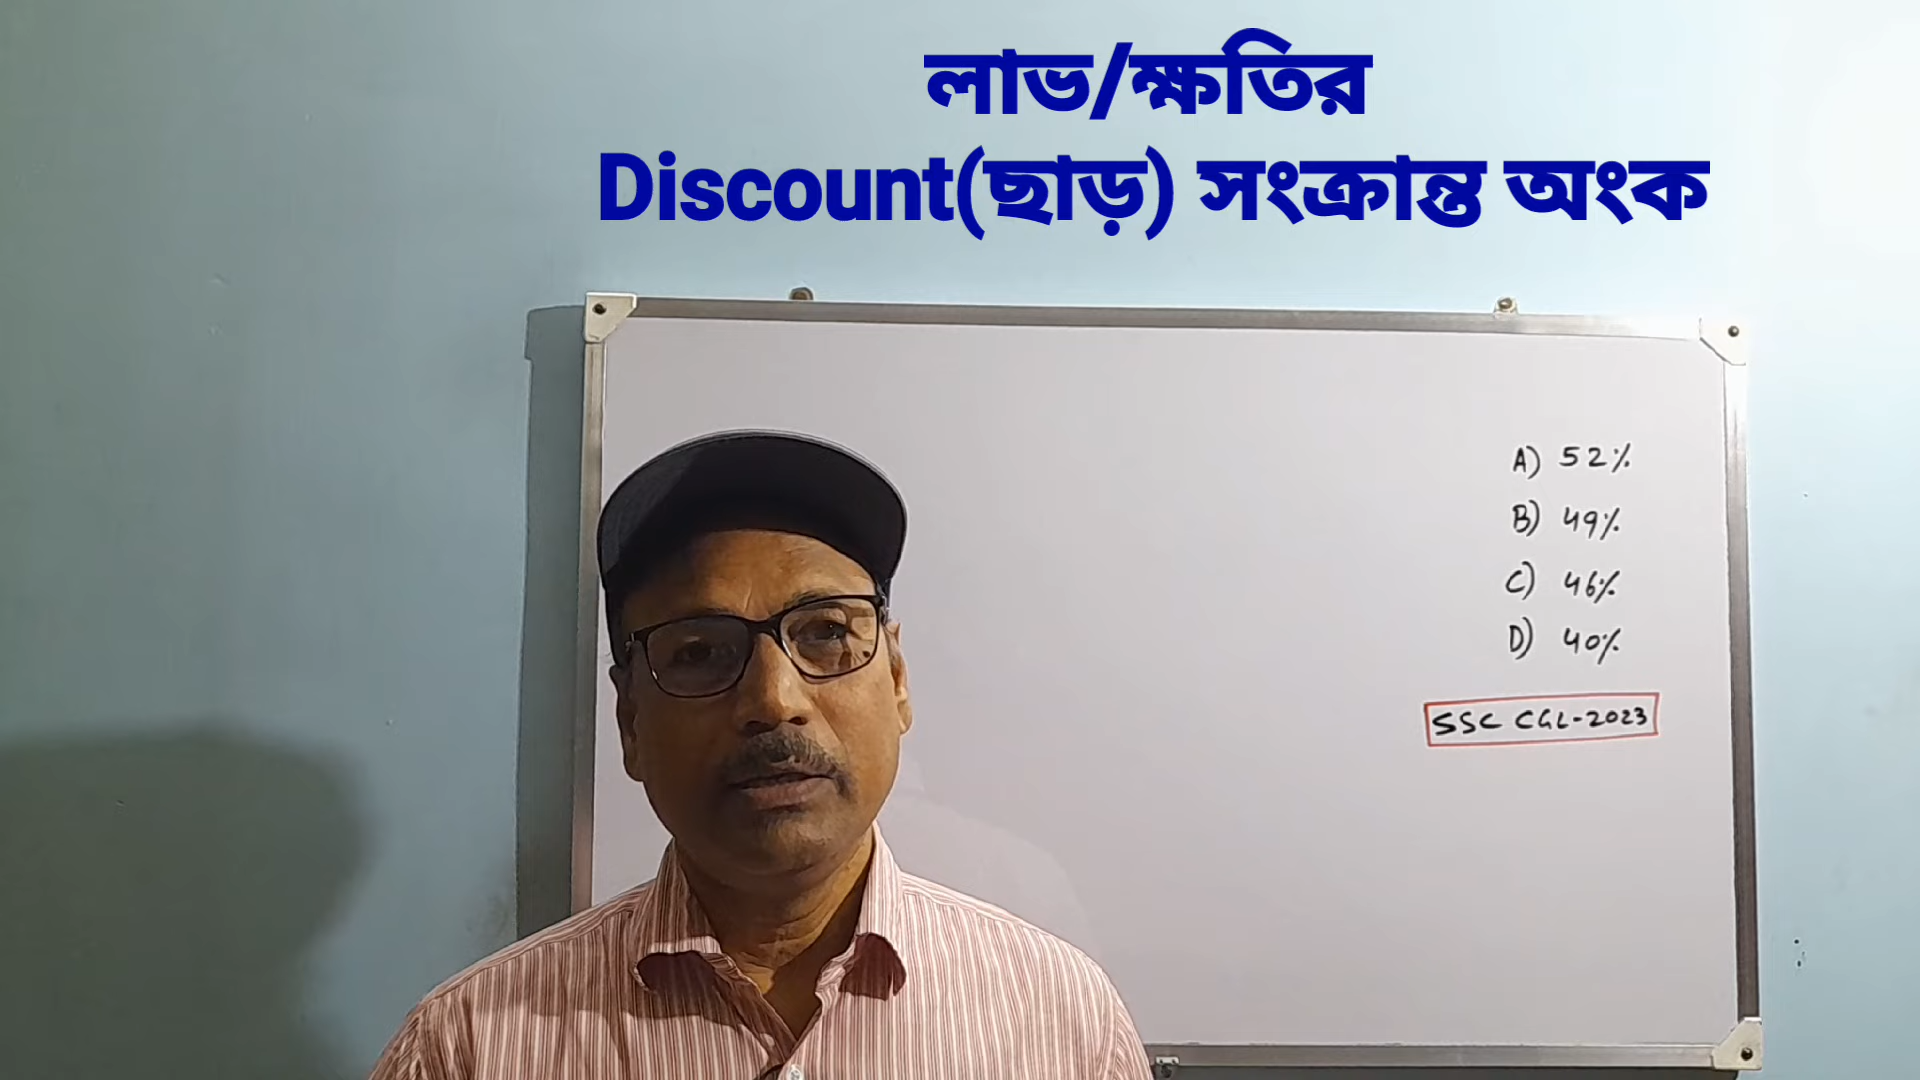 লাভ/ক্ষতির
Discount(ছাড়) সংক্রান্ত অংক
A) 52%
B) 49%
C) 46%
D) 40%
SSC CGL-2023